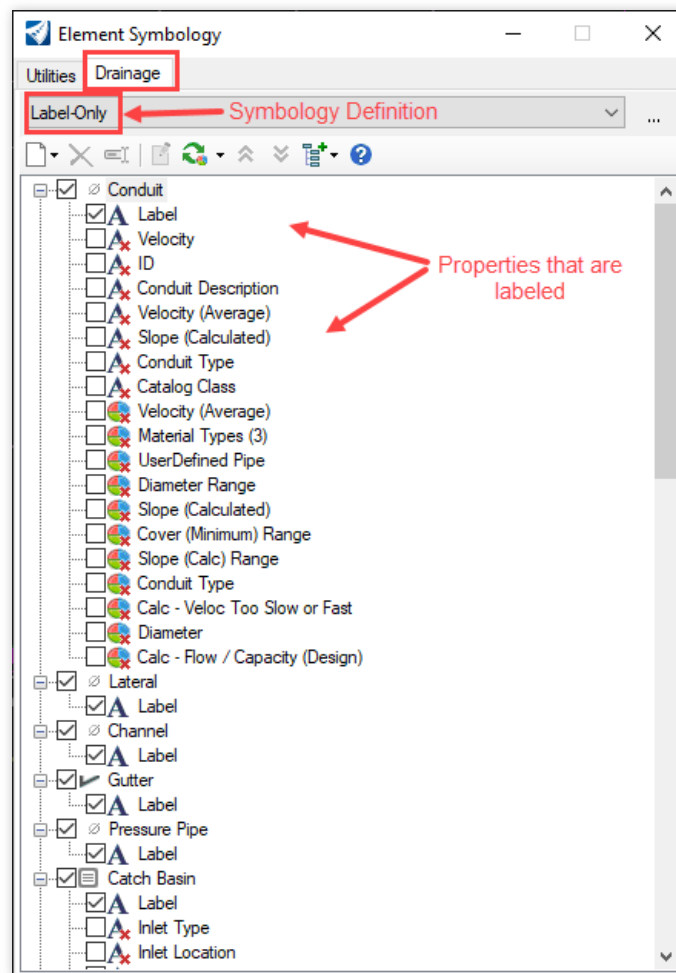 Element Symbology
Utilities Drainage
Label-Only Symbology Definition ...
Conduit
Label
Velocity
ID
Conduit Description
Properties that are
labeled
Velocity (Average)
Slope (Calculated)
Conduit Type
Catalog Class
Velocity (Average)
Material Types (3)
UserDefined Pipe
Diameter Range
Slope (Calculated)
Cover (Minimum) Range
Slope (Calc) Range
Conduit Type
Calc - Veloc Too Slow or Fast
Diameter
Calc - Flow / Capacity (Design)
Lateral
Label
Channel
Label
Gutter
Label
Pressure Pipe
Label
Catch Basin
Label
Inlet Type
Inlet Location